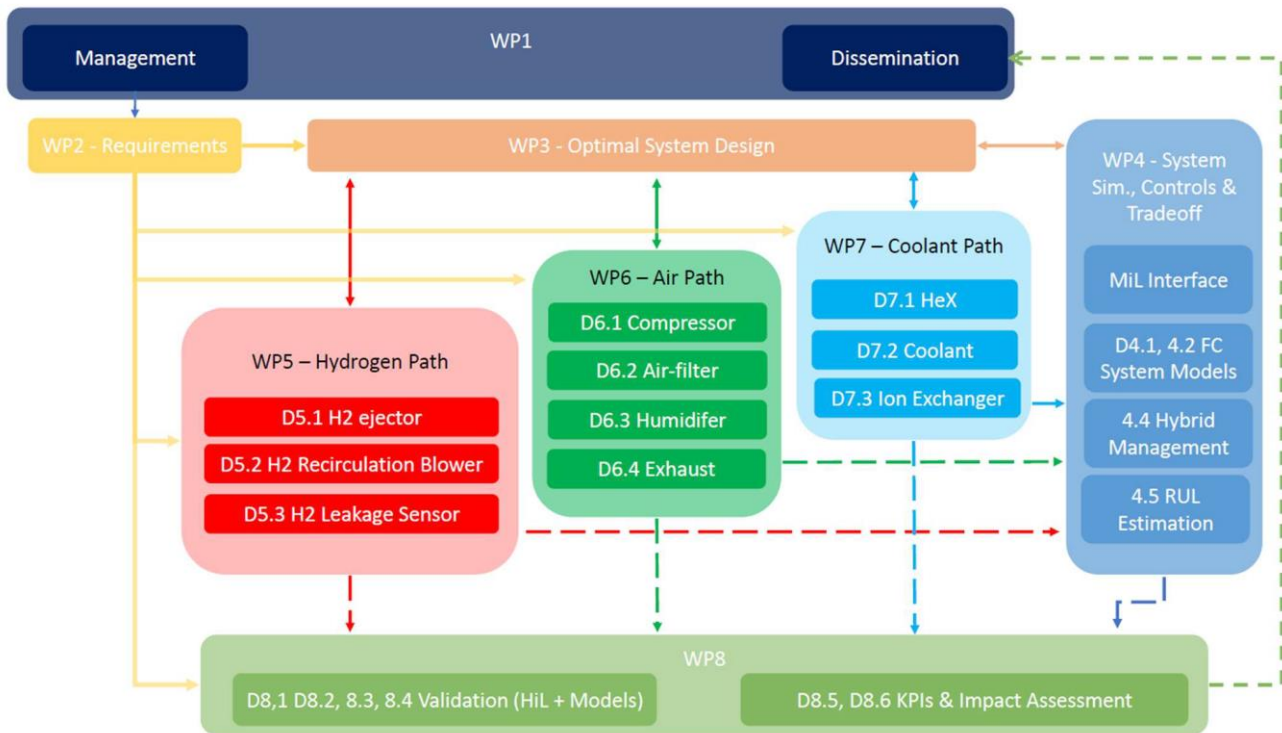 WP1
Management
Dissemination
WP2 - Requirements
WP3 - Optimal System Design
WP4 - System
Sim., Controls &
Tradeoff
MiL Interface
D4.1, 4.2 FC
System Models
4.4 Hybrid
Management
4.5 RUL
Estimation
WP7 – Coolant Path
D7.1 HeX
D7.2 Coolant
D7.3 Ion Exchanger
WP6 – Air Path
D6.1 Compressor
D6.2 Air-filter
D6.3 Humidifer
D6.4 Exhaust
WP5 – Hydrogen Path
D5.1 H2 ejector
D5.2 H2 Recirculation Blower
D5.3 H2 Leakage Sensor
WP8
D8,1 D8.2, 8.3, 8.4 Validation (HiL + Models)
D8.5, D8.6 KPIs & Impact Assessment